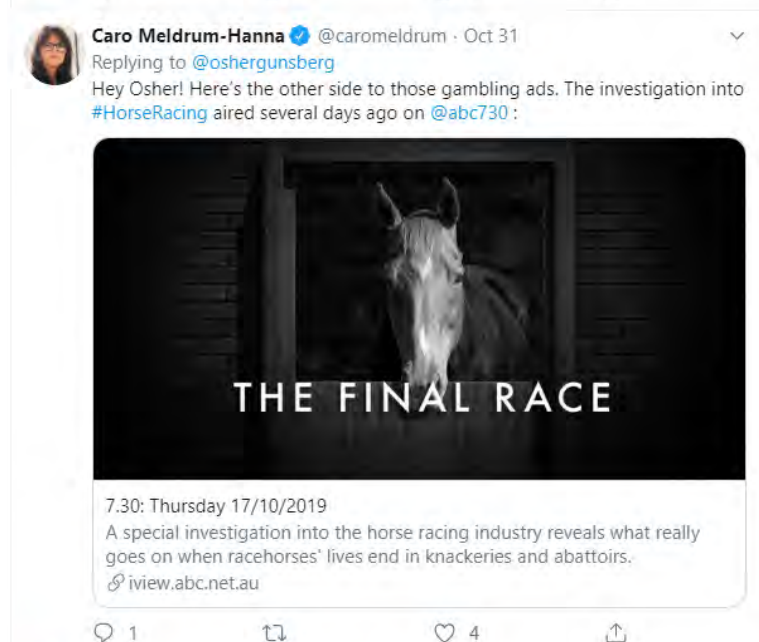 Caro Meldrum-Hanna @caromeldrum · Oct 31
Replying to @oshergunsberg
Hey Osher! Here's the other side to those gambling ads. The investigation into
#HorseRacing aired several days ago on @abc730 :
THE FINAL RACE
7.30: Thursday 17/10/2019
A special investigation into the horse racing industry reveals what really
goes on when racehorses' lives end in knackeries and abattoirs.
iview.abc.net.au
1 4